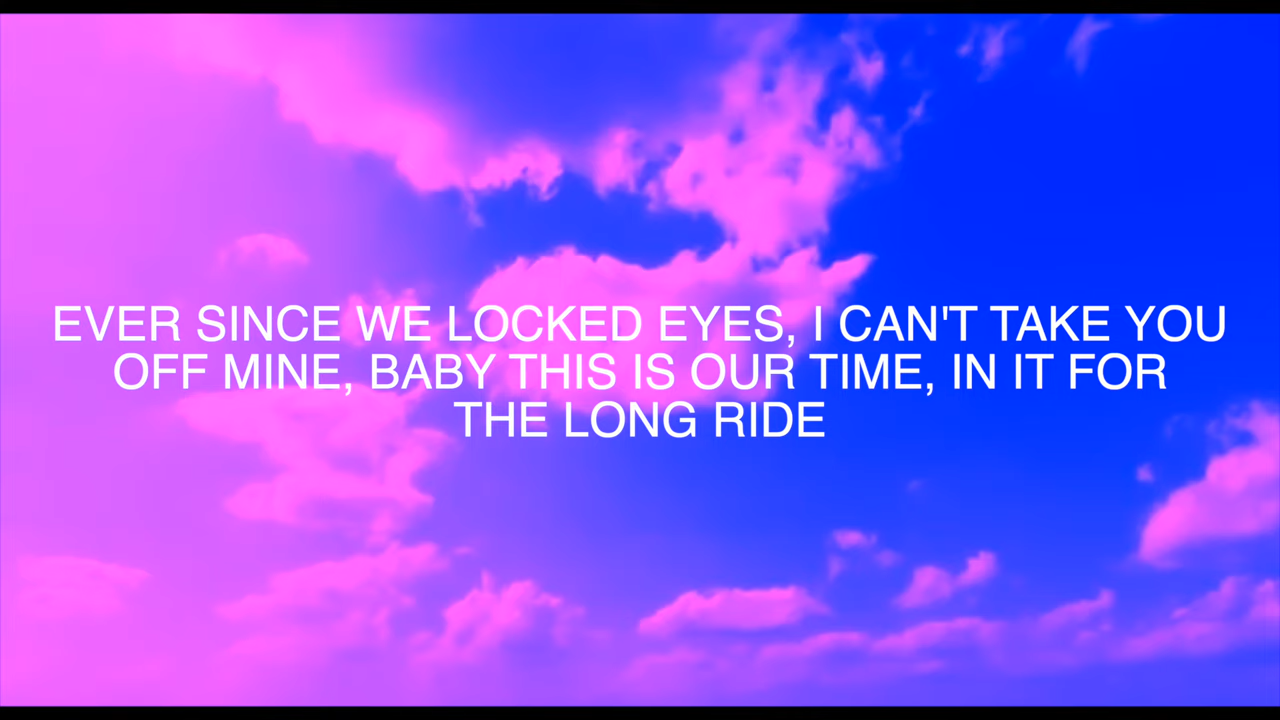 EVER SINCE WE LOCKED EYES, I CAN'T TAKE YOU
OFF MINE, BABY THIS IS OUR TIME, IN IT FOR
THE LONG RIDE